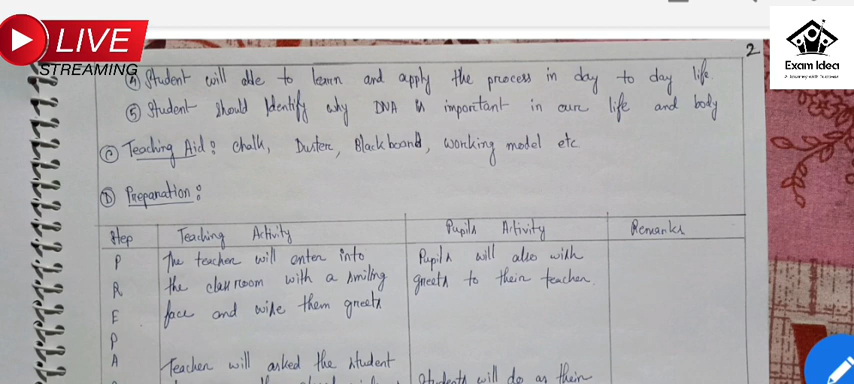 LIVE
STREAMING
Exam Idea
A Journey with Success
2
④ Student will able to learn and apply the process in day to day life
⑤ Student should Identify why DNA is important in our life and body
Ⓒ Teaching Aid: chalk, Duster, Blackboard, working model etc
Ⓓ Preparation:
Step Teaching Activity Pupils Activity Remarks
P The teacher will enter into Pupils will also wish
R the classroom with a smiling greets to their teacher.
E face and wish them greets
P
A Teacher will asked the student
Students will do as their